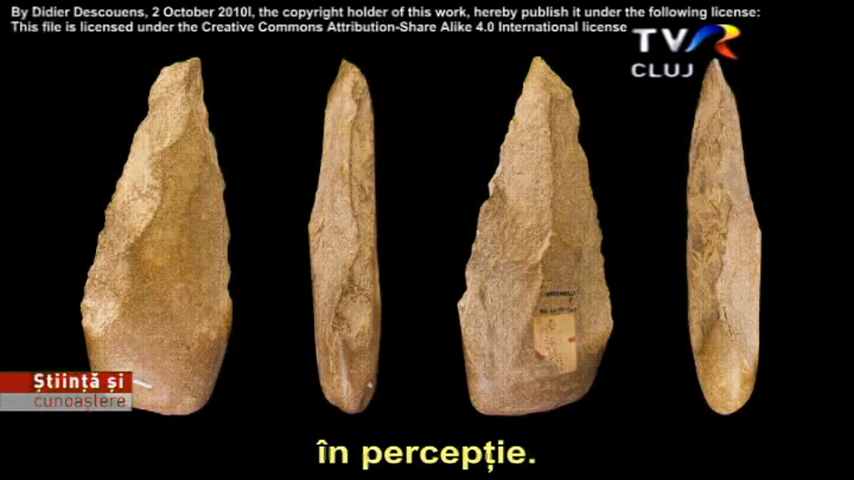 By Didier Descouens, 2 October 2010l, the copyright holder of this work, hereby publish it under the following license:
This file is licensed under the Creative Commons Attribution-Share Alike 4.0 International license
TVR
CLUJ
Știință și
cunoaștere
în percepție.